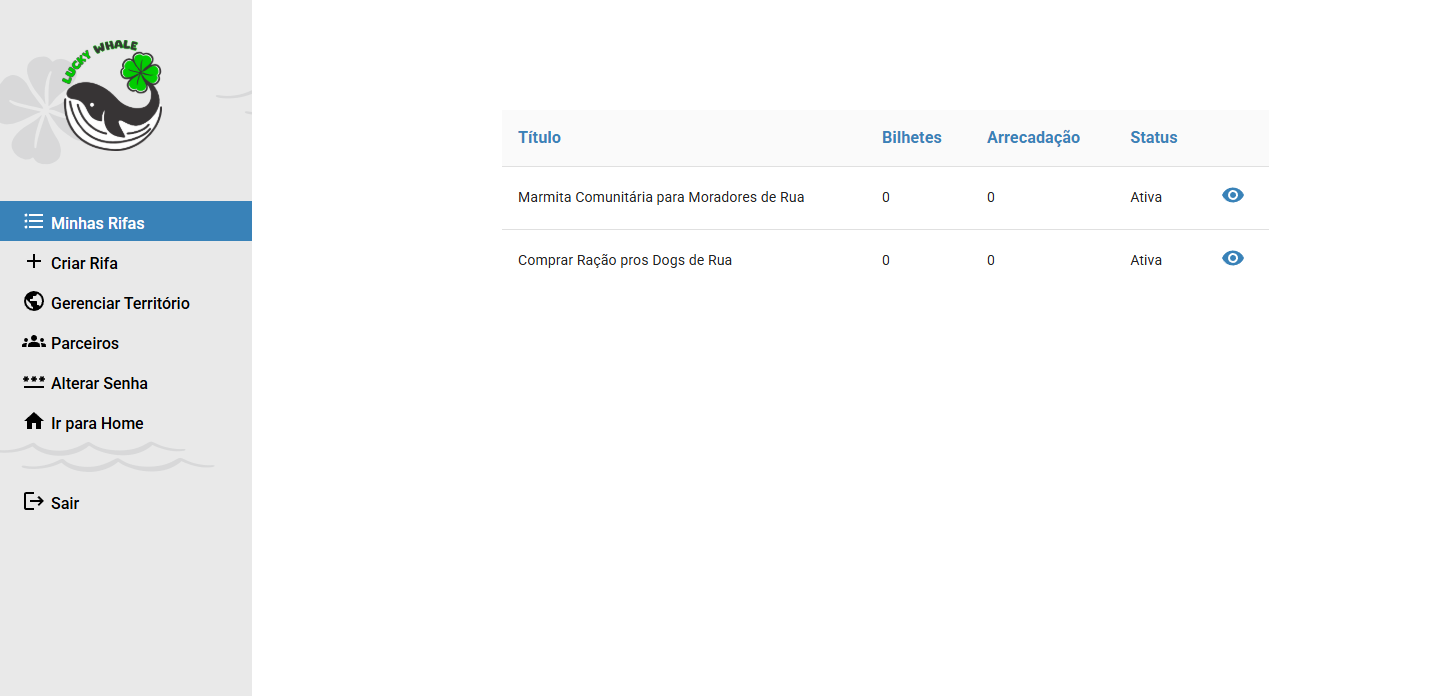 LUCKY WHALE
Minhas Rifas
Criar Rifa
Gerenciar Território
Parceiros
Alterar Senha
Ir para Home
Sair
Título Bilhetes Arrecadação Status
Marmita Comunitária para Moradores de Rua 0 0 Ativa
Comprar Ração pros Dogs de Rua 0 0 Ativa